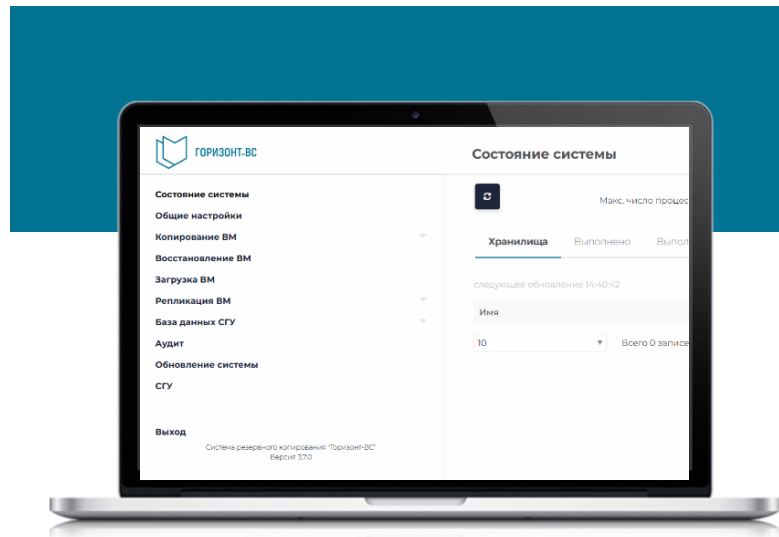 ГОРИЗОНТ-ВС
Состояние системы
Состояние системы
Общие настройки
Копирование ВМ
Восстановление ВМ
Загрузка ВМ
Репликация ВМ
База данных СГУ
Аудит
Обновление системы
СГУ
Выход
Система резервного копирования "Горизонт-ВС"
Версия 3.7.0
Макс. число процес
Хранилища Выполнено Выпол
следующее обновление 14:40:42
Имя
10 Всего 0 записе